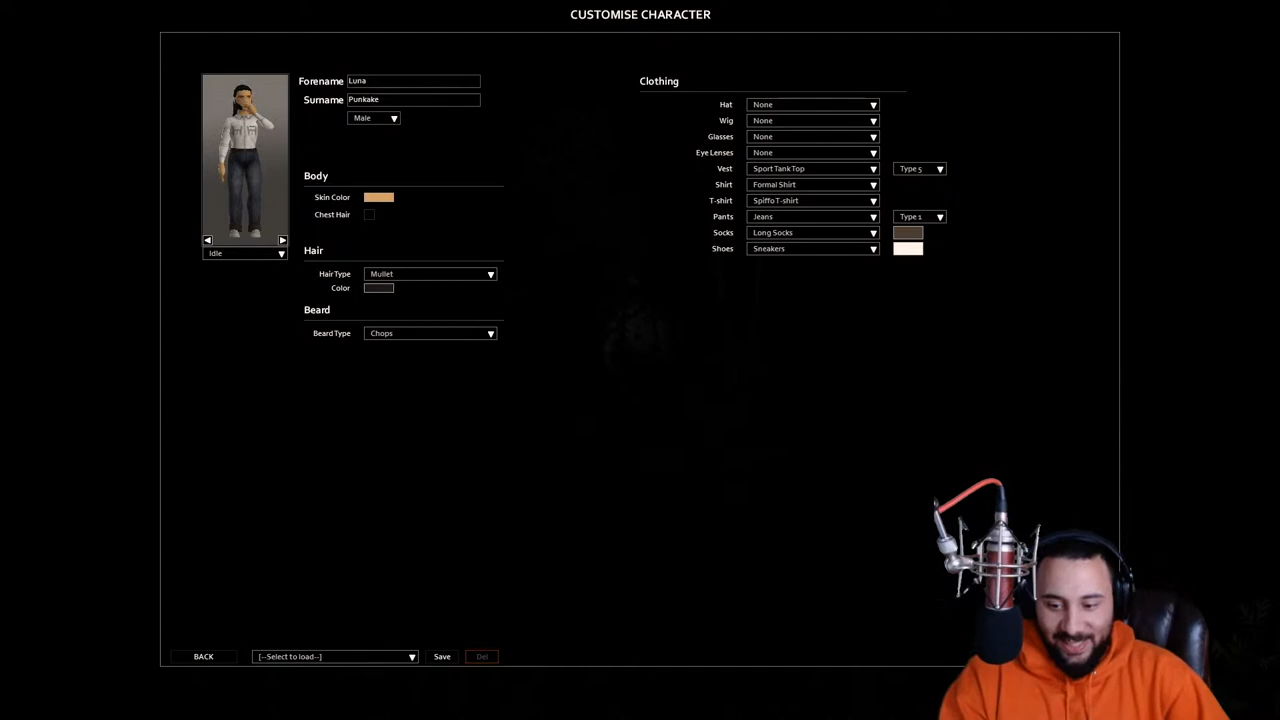 CUSTOMISE CHARACTER
Forename Luna
Surname Punkake
Male
Idle
Body
Skin Color
Chest Hair
Hair
Hair Type Mullet
Color
Beard
Beard Type Chops
Clothing
Hat None
Wig None
Glasses None
Eye Lenses None
Vest Sport Tank Top Type 5
Shirt Formal Shirt
T-shirt Spiffo T-shirt
Pants Jeans Type 1
Socks Long Socks
Shoes Sneakers
BACK [--Select to load--] Save Del